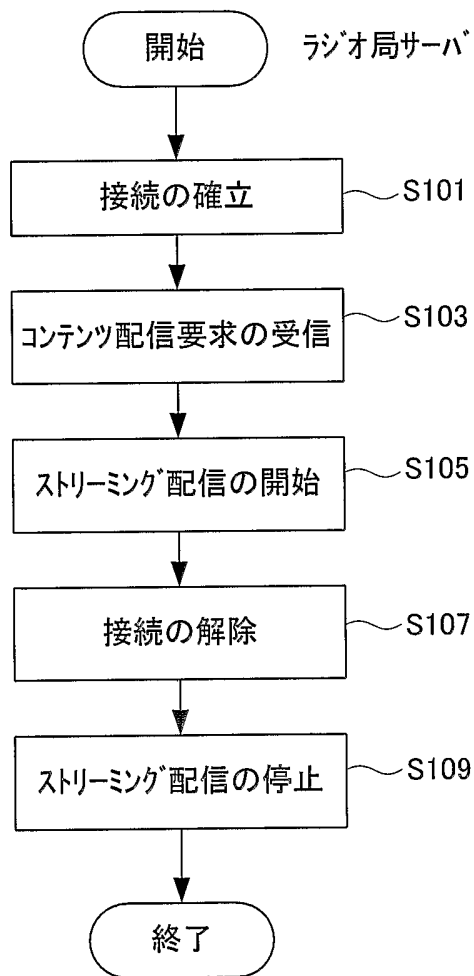 開始
ラジオ局サーバ
接続の確立
S101
コンテンツ配信要求の受信
S103
ストリーミング配信の開始
S105
接続の解除
S107
ストリーミング配信の停止
S109
終了